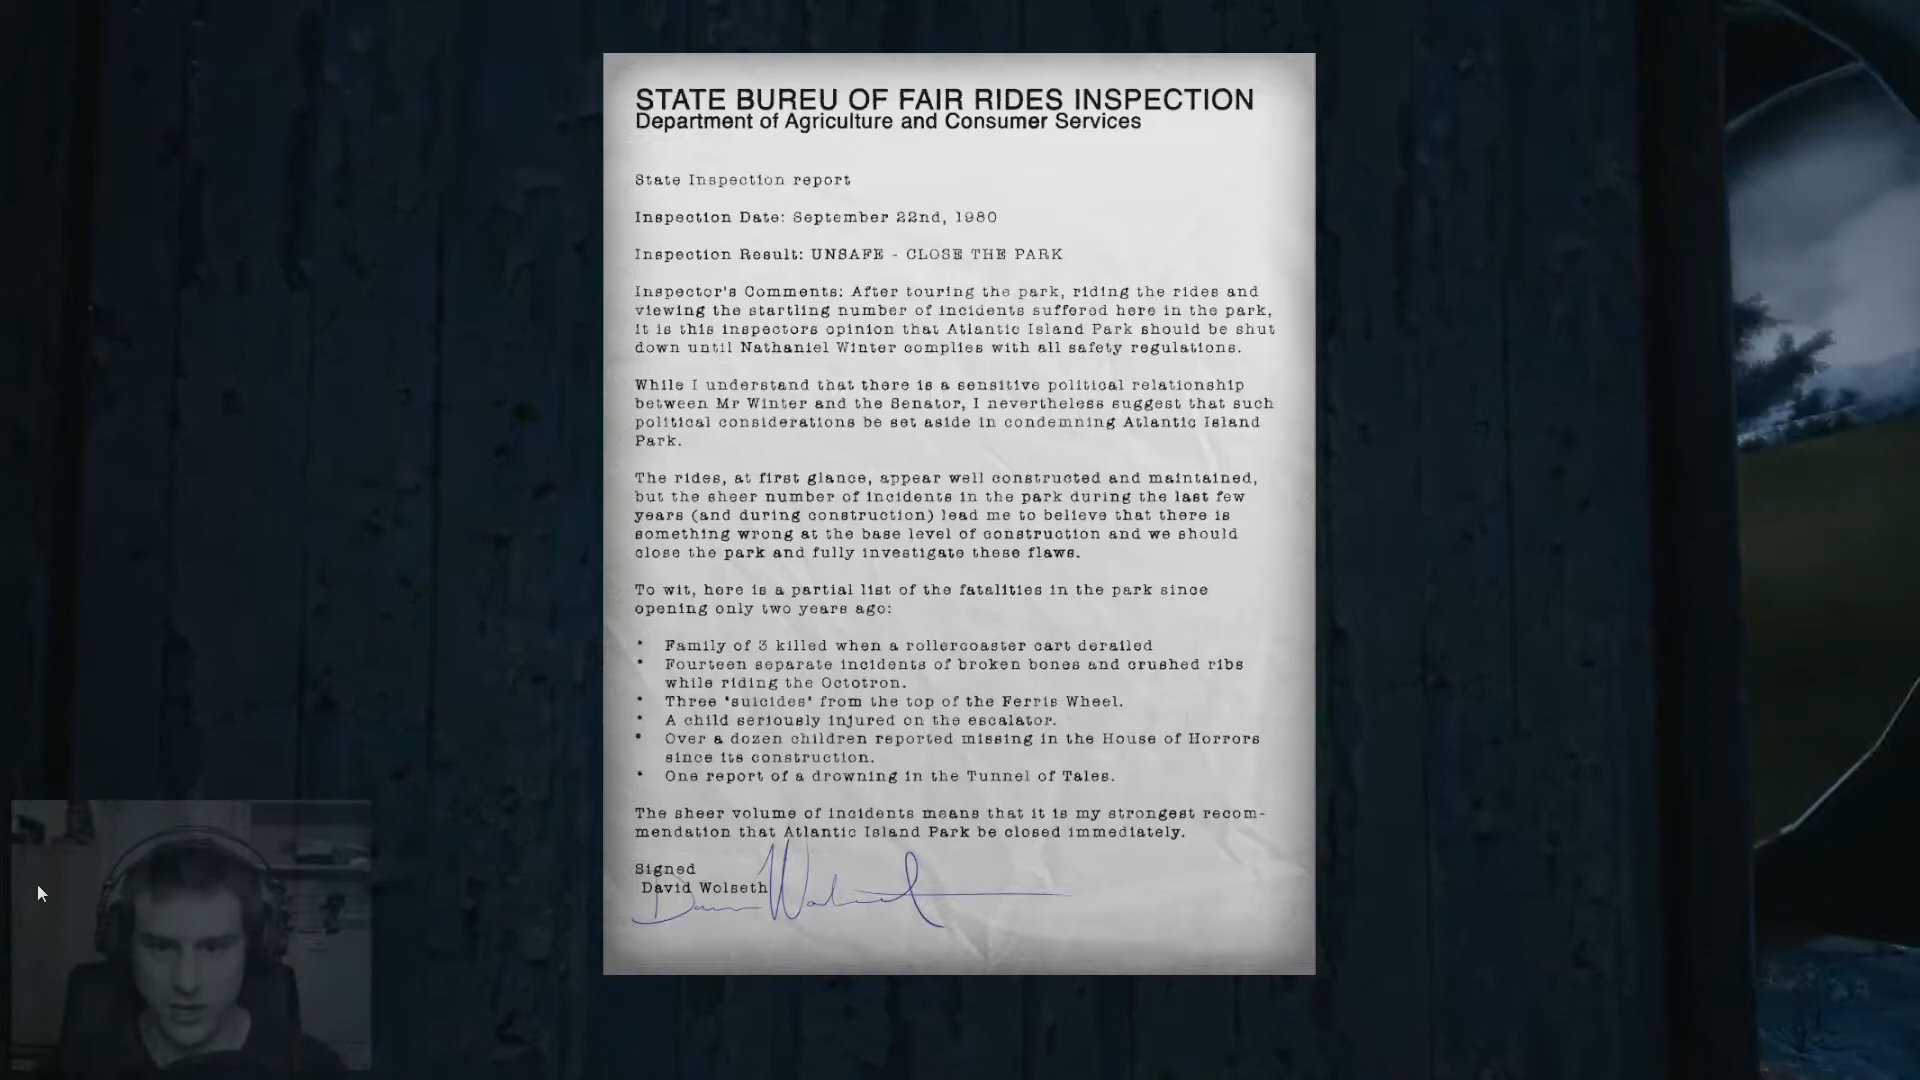 STATE BUREU OF FAIR RIDES INSPECTION
Department of Agriculture and Consumer Services
State Inspection report
Inspection Date: September 22nd, 1980
Inspection Result: UNSAFE - CLOSE THE PARK
Inspector's Comments: After touring the park, riding the rides and
viewing the startling number of incidents suffered here in the park,
it is this inspectors opinion that Atlantic Island Park should be shut
down until Nathaniel Winter complies with all safety regulations.
While I understand that there is a sensitive political relationship
between Mr Winter and the Senator, I nevertheless suggest that such
political considerations be set aside in condemning Atlantic Island
Park.
The rides, at first glance, appear well constructed and maintained,
but the sheer number of incidents in the park during the last few
years (and during construction) lead me to believe that there is
something wrong at the base level of construction and we should
close the park and fully investigate these flaws.
To wit, here is a partial list of the fatalities in the park since
opening only two years ago:
* Family of 3 killed when a rollercoaster cart derailed
* Fourteen separate incidents of broken bones and crushed ribs
while riding the Octotron.
* Three "suicides" from the top of the Ferris Wheel.
* A child seriously injured on the escalator.
* Over a dozen children reported missing in the House of Horrors
since its construction.
* One report of a drowning in the Tunnel of Tales.
The sheer volume of incidents means that it is my strongest recom-
mendation that Atlantic Island Park be closed immediately.
Signed
David Wolseth